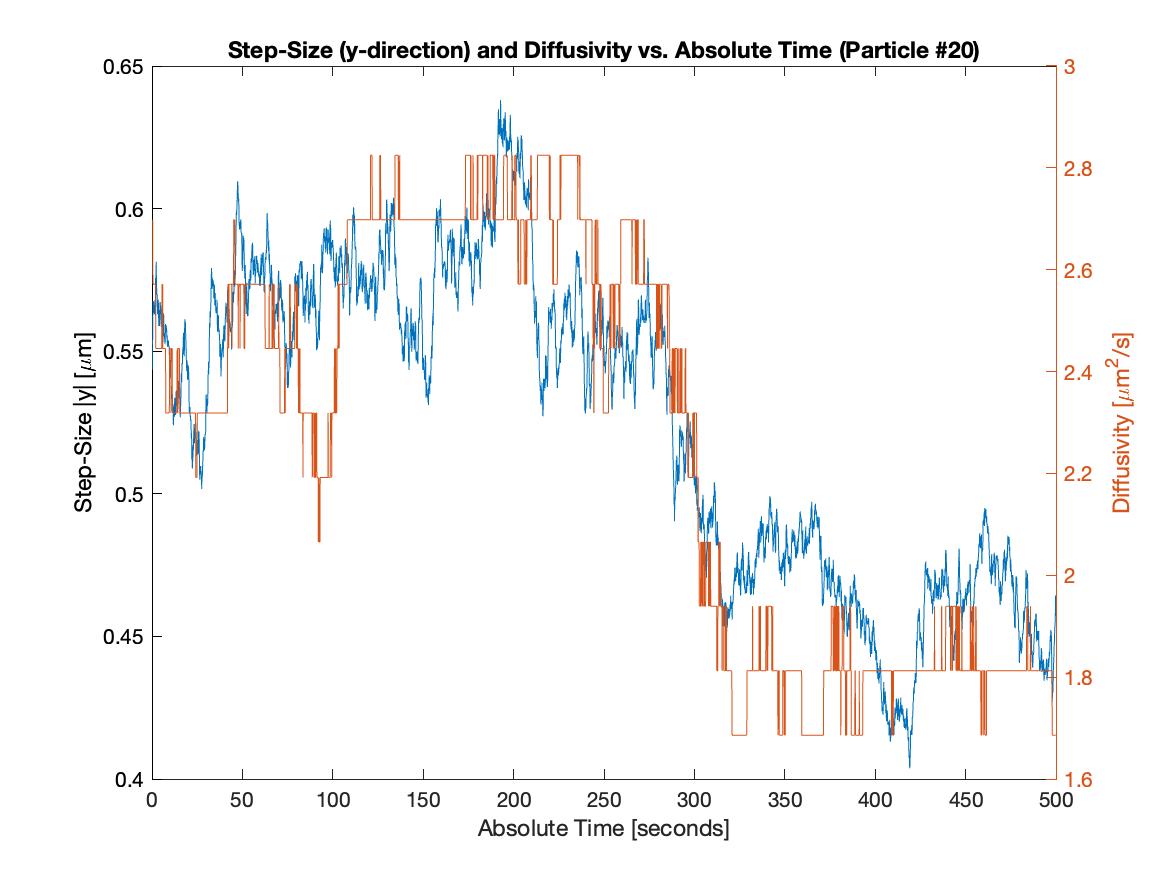 Step-Size (y-direction) and Diffusivity vs. Absolute Time (Particle #20)
0.65
0.6
0.55
0.5
0.45
0.4
Step-Size |y| [μm]
3
2.8
2.6
2.4
2.2
2
1.8
1.6
Diffusivity [μm²/s]
0 50 100 150 200 250 300 350 400 450 500
Absolute Time [seconds]